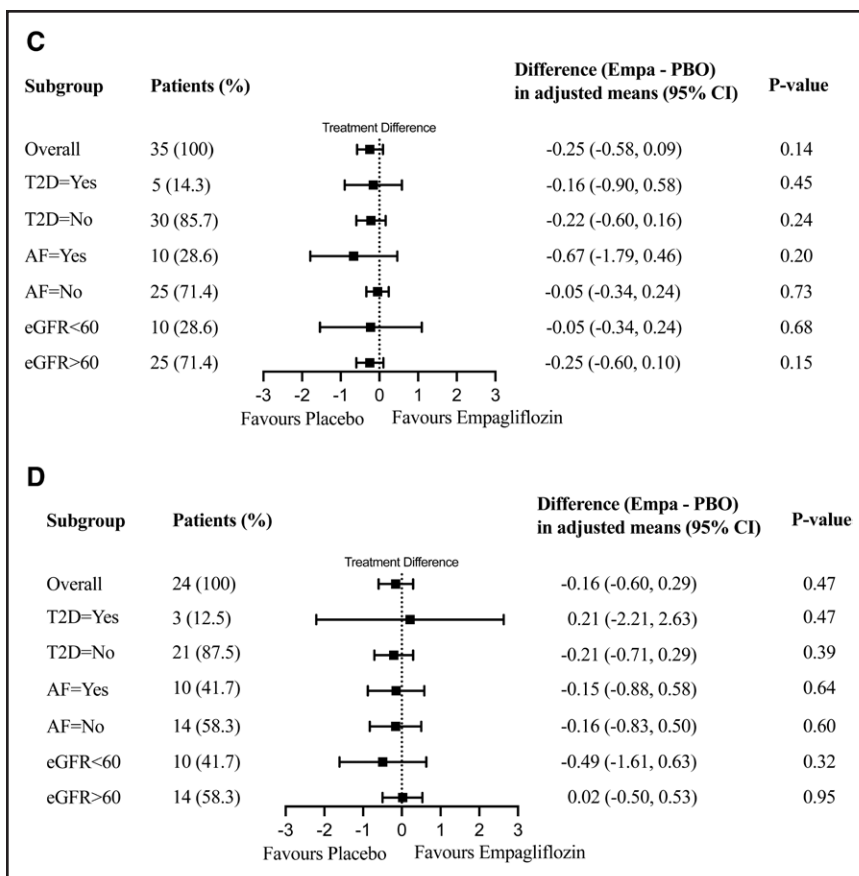 C
Subgroup Patients (%) Difference (Empa - PBO) in adjusted means (95% CI) P-value
Treatment Difference
Overall 35 (100) -0.25 (-0.58, 0.09) 0.14
T2D=Yes 5 (14.3) -0.16 (-0.90, 0.58) 0.45
T2D=No 30 (85.7) -0.22 (-0.60, 0.16) 0.24
AF=Yes 10 (28.6) -0.67 (-1.79, 0.46) 0.20
AF=No 25 (71.4) -0.05 (-0.34, 0.24) 0.73
eGFR<60 10 (28.6) -0.05 (-0.34, 0.24) 0.68
eGFR>60 25 (71.4) -0.25 (-0.60, 0.10) 0.15
-3 -2 -1 0 1 2 3
Favours Placebo Favours Empagliflozin
D
Subgroup Patients (%) Difference (Empa - PBO) in adjusted means (95% CI) P-value
Treatment Difference
Overall 24 (100) -0.16 (-0.60, 0.29) 0.47
T2D=Yes 3 (12.5) 0.21 (-2.21, 2.63) 0.47
T2D=No 21 (87.5) -0.21 (-0.71, 0.29) 0.39
AF=Yes 10 (41.7) -0.15 (-0.88, 0.58) 0.64
AF=No 14 (58.3) -0.16 (-0.83, 0.50) 0.60
eGFR<60 10 (41.7) -0.49 (-1.61, 0.63) 0.32
eGFR>60 14 (58.3) 0.02 (-0.50, 0.53) 0.95
-3 -2 -1 0 1 2 3
Favours Placebo Favours Empagliflozin